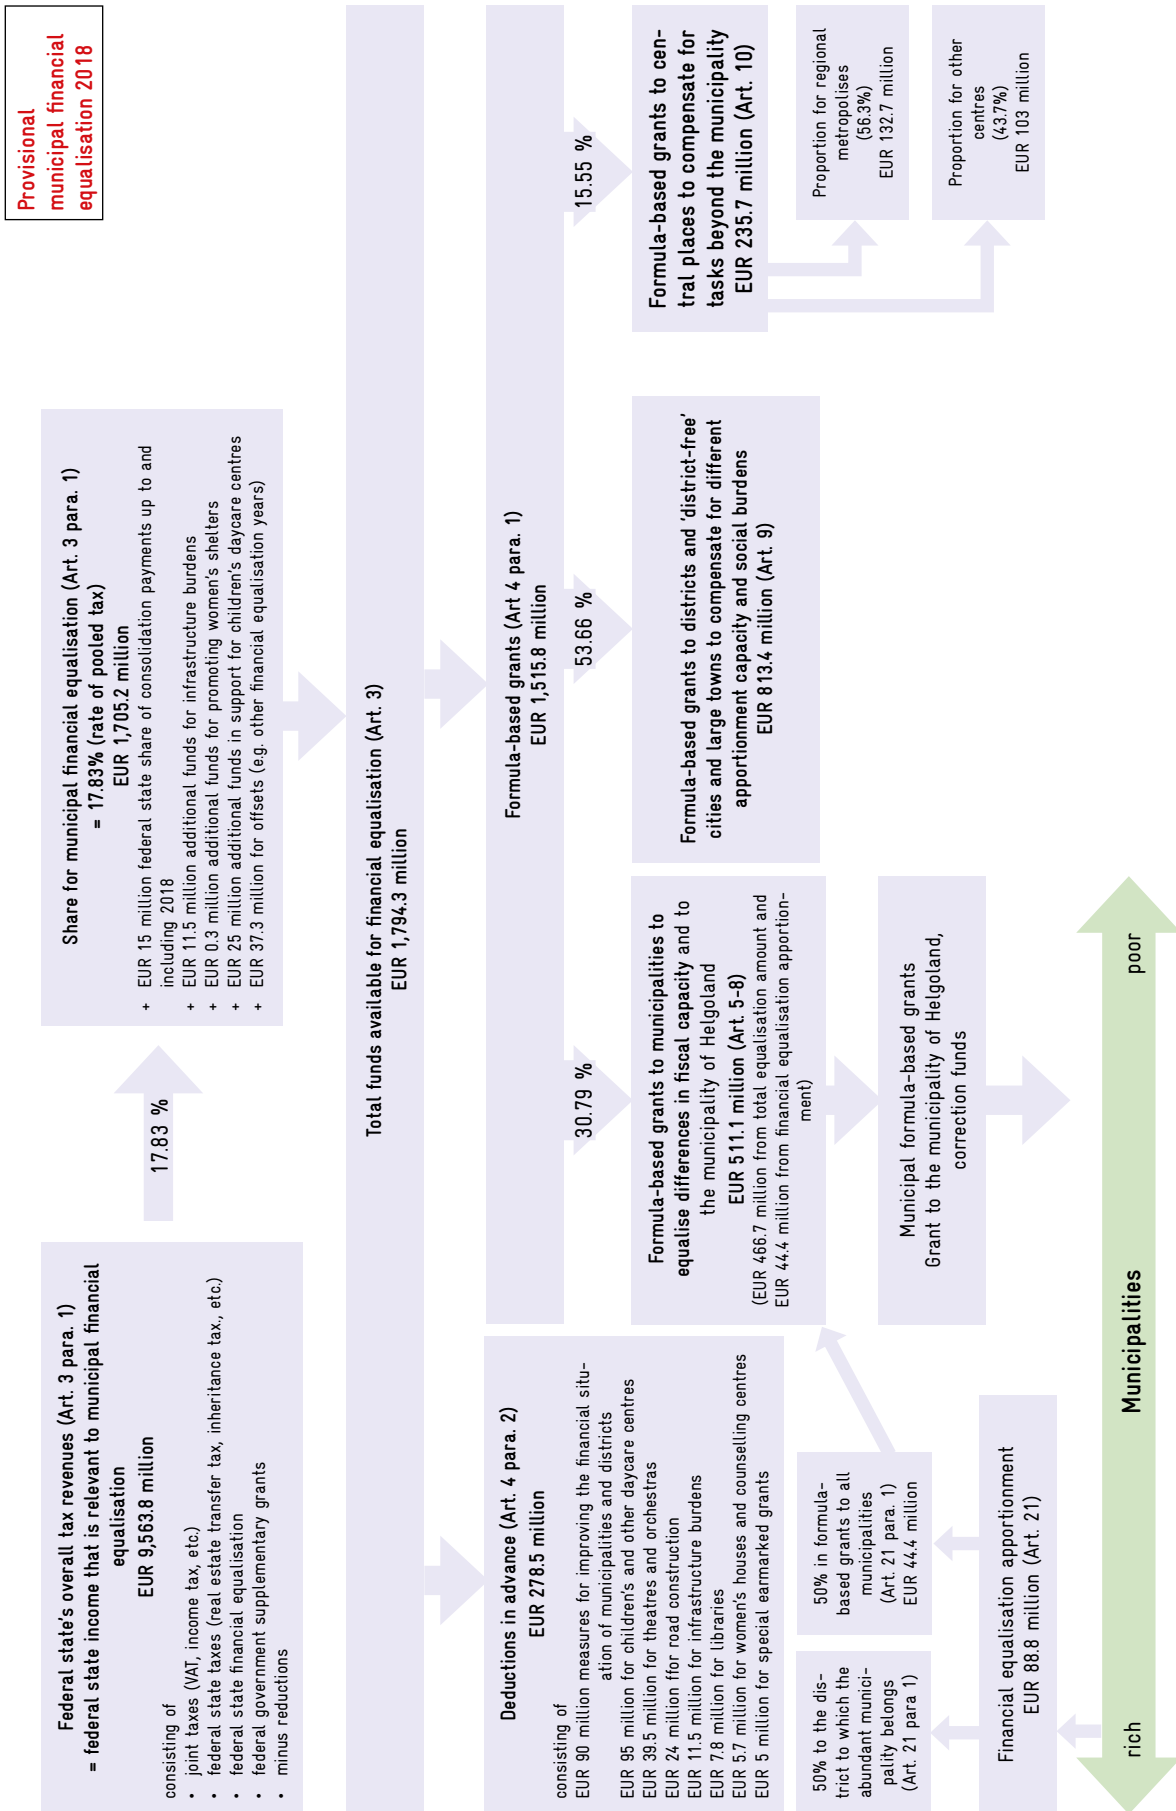 Provisional
municipal financial
equalisation 2018
Federal state's overall tax revenues (Art. 3 para. 1)
= federal state income that is relevant to municipal financial
equalisation
EUR 9,563.8 million
consisting of
• joint taxes (VAT, income tax, etc.)
• federal state taxes (real estate transfer tax, inheritance tax., etc.)
• federal state financial equalisation
• federal government supplementary grants
• minus reductions
17.83 %
Share for municipal financial equalisation (Art. 3 para. 1)
= 17.83% (rate of pooled tax)
EUR 1,705.2 million
+ EUR 15 million federal state share of consolidation payments up to and
including 2018
+ EUR 11.5 million additional funds for infrastructure burdens
+ EUR 0.3 million additional funds for promoting women's shelters
+ EUR 25 million additional funds in support for children's daycare centres
+ EUR 37.3 million for offsets (e.g. other financial equalisation years)
Total funds available for financial equalisation (Art. 3)
EUR 1,794.3 million
Deductions in advance (Art. 4 para. 2)
EUR 278.5 million
consisting of
EUR 90 million measures for improving the financial situ-
ation of municipalities and districts
EUR 95 million for children's and other daycare centres
EUR 39.5 million for theatres and orchestras
EUR 24 million ffor road construction
EUR 11.5 million for infrastructure burdens
EUR 7.8 million for libraries
EUR 5.7 million for women's houses and counselling centres
EUR 5 million for special earmarked grants
Formula-based grants (Art 4 para. 1)
EUR 1,515.8 million
30.79 %
53.66 %
15.55 %
Formula-based grants to municipalities to
equalise differences in fiscal capacity and to
the municipality of Helgoland
EUR 511.1 million (Art. 5-8)
(EUR 466.7 million from total equalisation amount and
EUR 44.4 million from financial equalisation apportion-
ment)
Formula-based grants to districts and 'district-free'
cities and large towns to compensate for different
apportionment capacity and social burdens
EUR 813.4 million (Art. 9)
Formula-based grants to cen-
tral places to compensate for
tasks beyond the municipality
EUR 235.7 million (Art. 10)
Proportion for regional
metropolises
(56.3%)
EUR 132.7 million
Proportion for other
centres
(43.7%)
EUR 103 million
50% to the dis-
trict to which the
abundant munici-
pality belongs
(Art. 21 para 1)
50% in formula-
based grants to all
municipalities
(Art. 21 para. 1)
EUR 44.4 million
Municipal formula-based grants
Grant to the municipality of Helgoland,
correction funds
Financial equalisation apportionment
EUR 88.8 million (Art. 21)
rich
Municipalities
poor